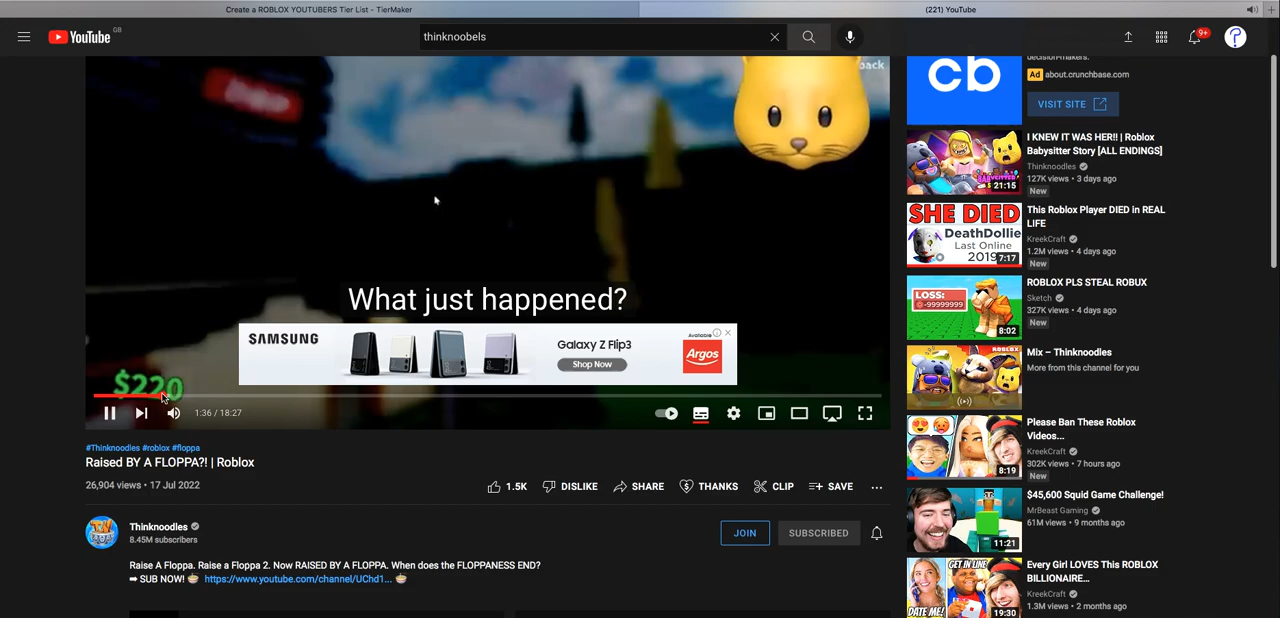 Create a ROBLOX YOUTUBERS Tier List - TierMaker
(221) YouTube
YouTube GB
thinknoobels
9+
back
What just happened?
SAMSUNG
Galaxy Z Flip3
Shop Now
Available
Argos
$220
1:36 / 18:27
#Thinknoodles #roblox #floppa
Raised BY A FLOPPA?! | Roblox
26,904 views • 17 Jul 2022
1.5K
DISLIKE
SHARE
THANKS
CLIP
SAVE
Thinknoodles
8.45M subscribers
JOIN
SUBSCRIBED
Raise A Floppa. Raise a Floppa 2. Now RAISED BY A FLOPPA. When does the FLOPPANESS END?
➡ SUB NOW! https://www.youtube.com/channel/UChd1...
cb
decision-makers.
Ad about.crunchbase.com
VISIT SITE
21:15
I KNEW IT WAS HER!! | Roblox
Babysitter Story [ALL ENDINGS]
Thinknoodles
127K views • 3 days ago
New
SHE DIED
DeathDollie
Last Online
2019
7:17
This Roblox Player DIED in REAL
LIFE
KreekCraft
1.2M views • 4 days ago
New
LOSS:
-99999999
8:02
ROBLOX PLS STEAL ROBUX
Sketch
327K views • 4 days ago
New
Mix – Thinknoodles
More from this channel for you
8:19
Please Ban These Roblox
Videos...
KreekCraft
302K views • 7 hours ago
New
11:21
$45,600 Squid Game Challenge!
MrBeast Gaming
61M views • 9 months ago
GET IN LINE
DATE ME!
19:30
Every Girl LOVES This ROBLOX
BILLIONAIRE...
KreekCraft
1.3M views • 2 months ago